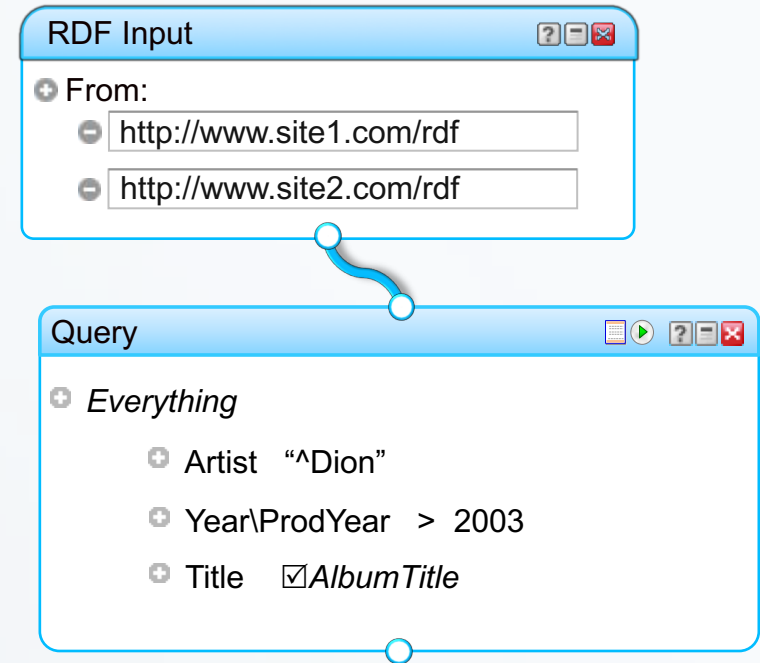 RDF Input
From:
http://www.site1.com/rdf
http://www.site2.com/rdf
Query
Everything
Artist “^Dion”
Year\ProdYear > 2003
Title ☑AlbumTitle